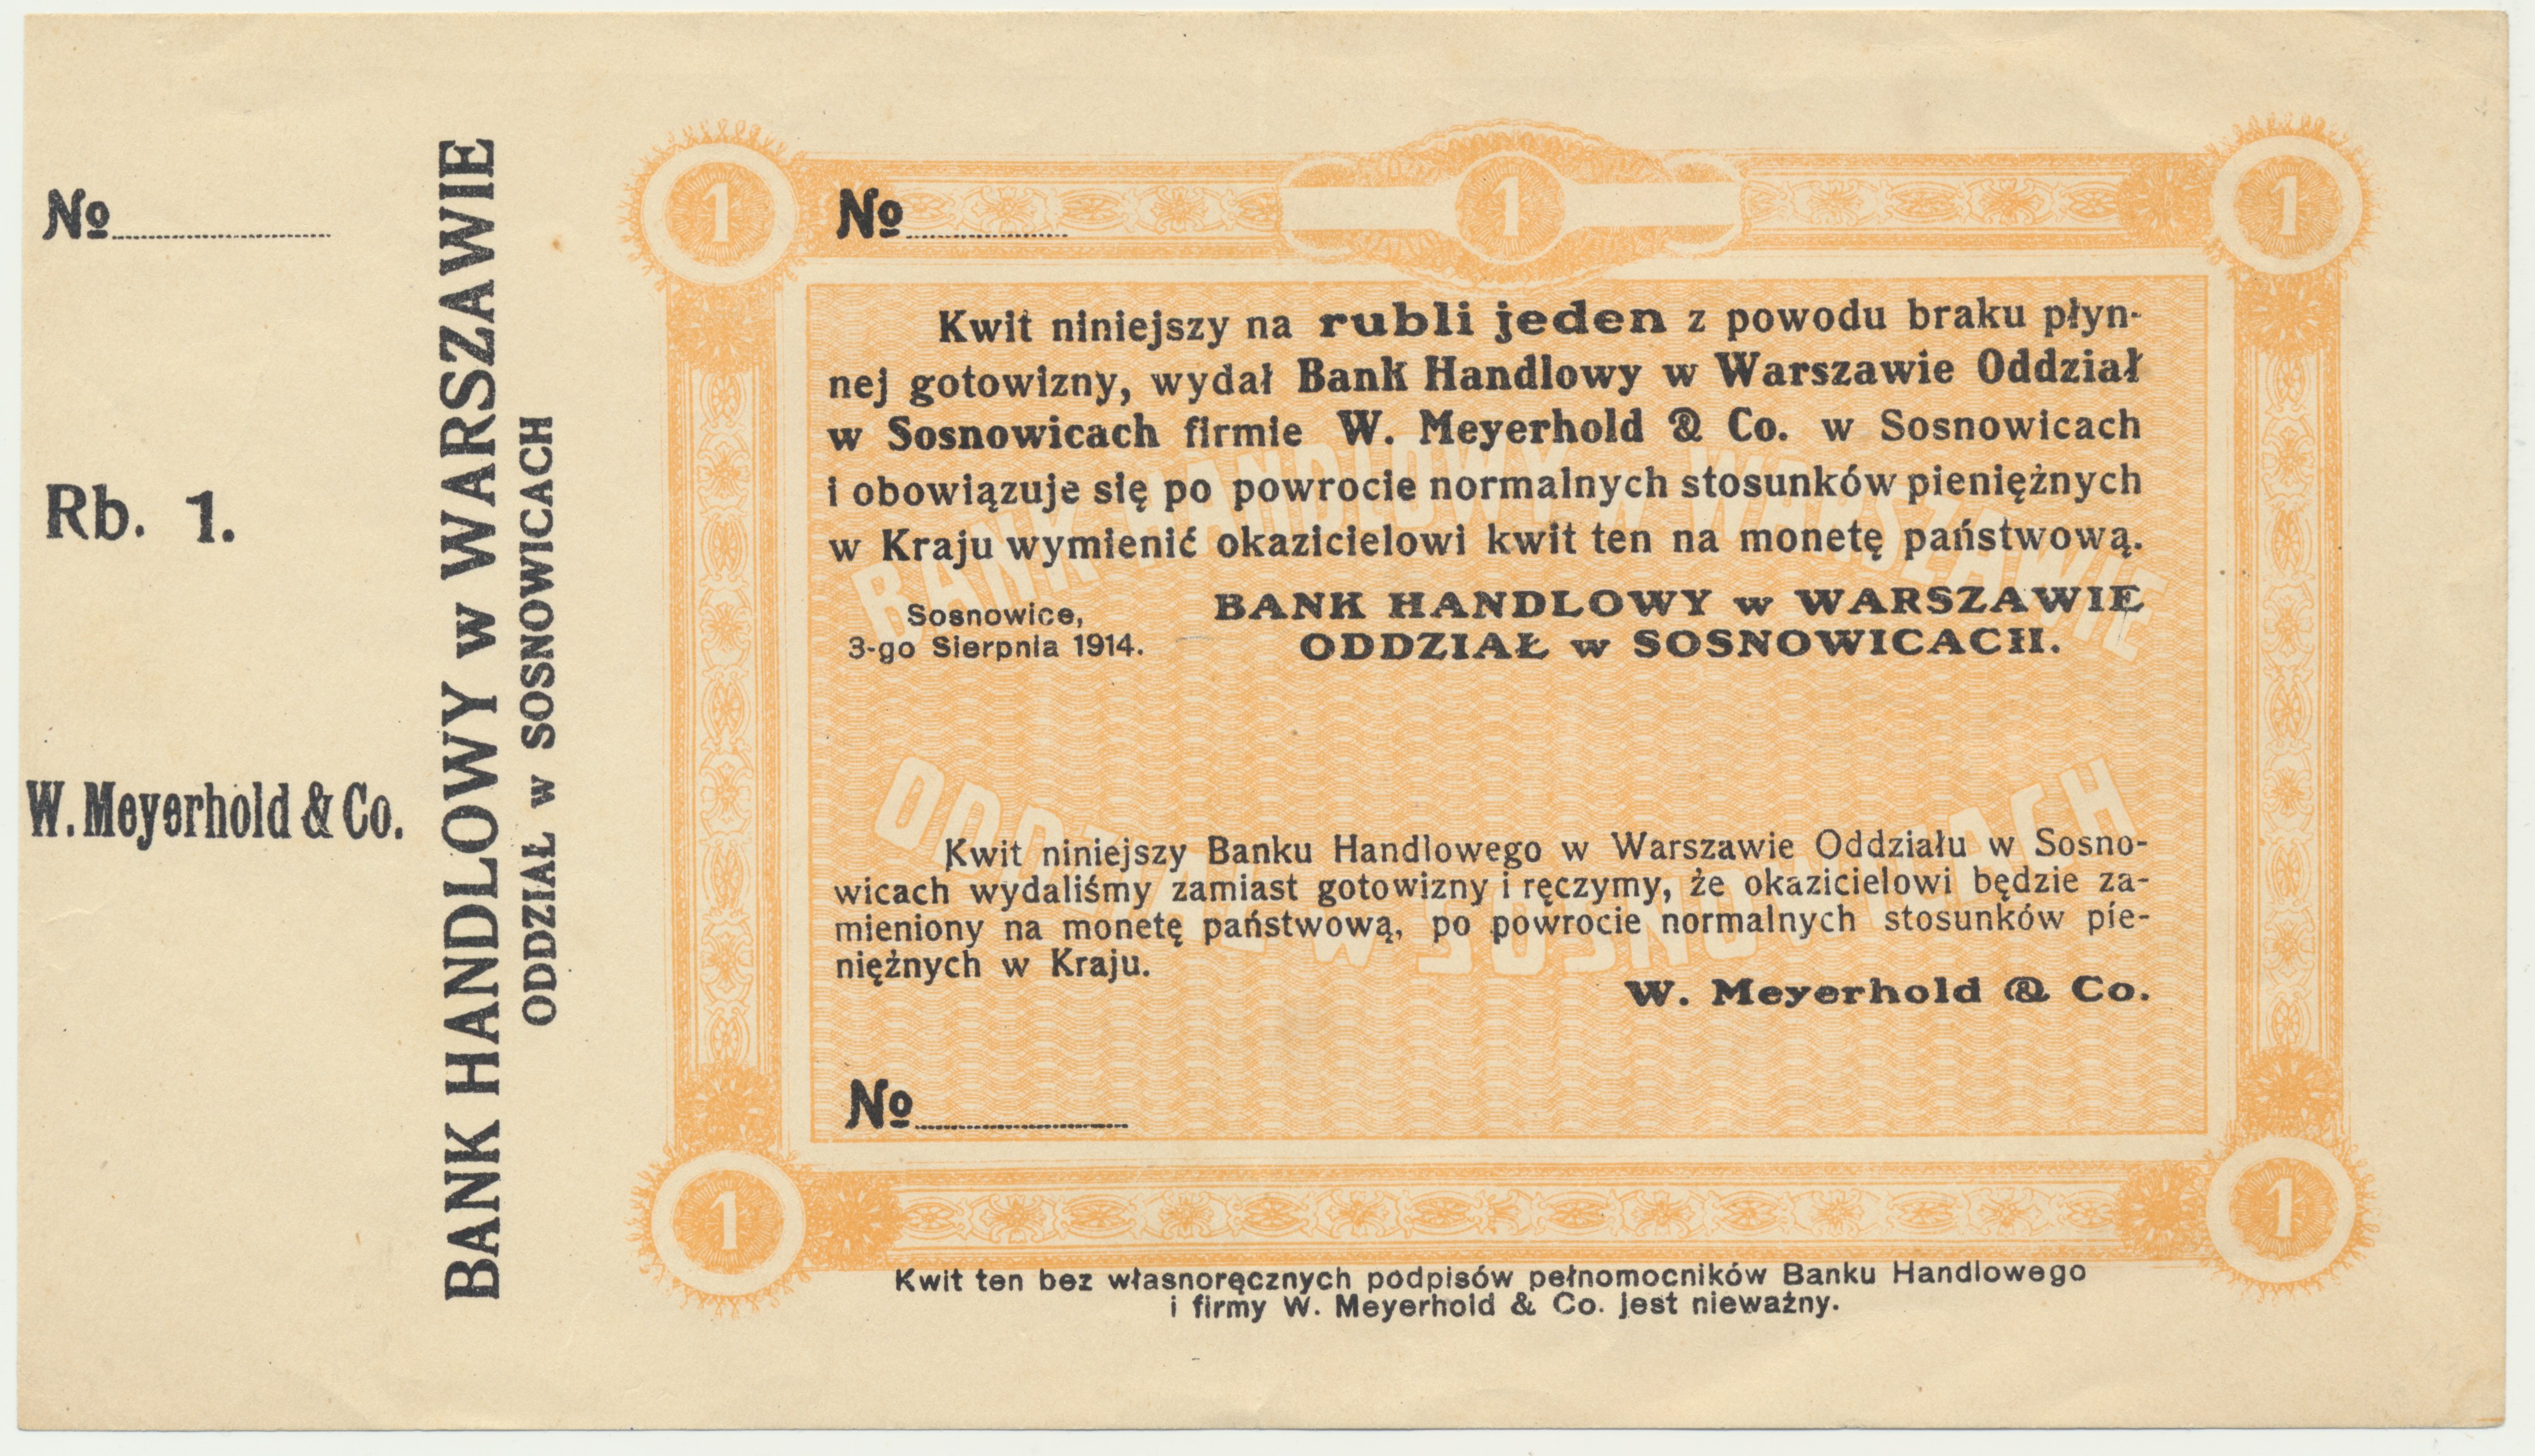 №
Rb. 1.
W. Meyerhold & Co.
BANK HANDLOWY w WARSZAWIE
ODDZIAŁ w SOSNOWICACH
1
1
1
№
Kwit niniejszy na rubli jeden z powodu braku płyn-
nej gotowizny, wydał Bank Handlowy w Warszawie Oddział
w Sosnowicach firmie W. Meyerhold & Co. w Sosnowicach
i obowiązuje się po powrocie normalnych stosunków pieniężnych
w Kraju wymienić okazicielowi kwit ten na monetę państwową.
BANK HANDLOWY W WARSZAWIE
Sosnowice,
3-go Sierpnia 1914.
BANK HANDLOWY w WARSZAWIE
ODDZIAŁ w SOSNOWICACH.
ODDZIAŁ W SOSNOWICACH
Kwit niniejszy Banku Handlowego w Warszawie Oddziału w Sosno-
wicach wydaliśmy zamiast gotowizny i ręczymy, że okazicielowi będzie za-
mieniony na monetę państwową, po powrocie normalnych stosunków pie-
niężnych w Kraju.
W. Meyerhold & Co.
№
1
1
Kwit ten bez własnoręcznych podpisów pełnomocników Banku Handlowego
i firmy W. Meyerhold & Co. jest nieważny.